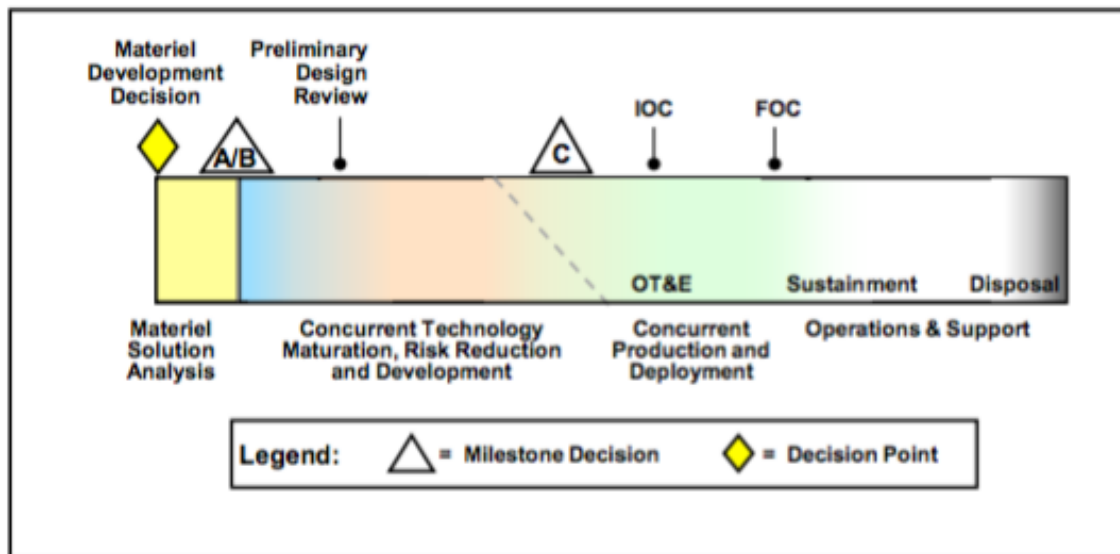 Materiel
Development
Decision
Preliminary
Design
Review
A/B
C
IOC
FOC
OT&E
Sustainment
Disposal
Materiel
Solution
Analysis
Concurrent Technology
Maturation, Risk Reduction
and Development
Concurrent
Production and
Deployment
Operations & Support
Legend:
= Milestone Decision
= Decision Point